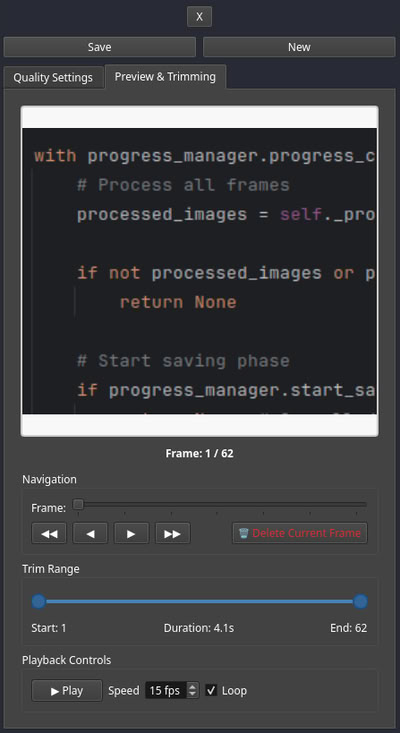 X
Save New
Quality Settings Preview & Trimming
with progress_manager.progress_c
# Process all frames
processed_images = self._pro
if not processed_images or p
return None
# Start saving phase
if progress_manager.start_sa
Frame: 1 / 62
Navigation
Frame:
◀◀ ◀ ▶ ▶▶ Delete Current Frame
Trim Range
Start: 1 Duration: 4.1s End: 62
Playback Controls
▶ Play Speed 15 fps Loop